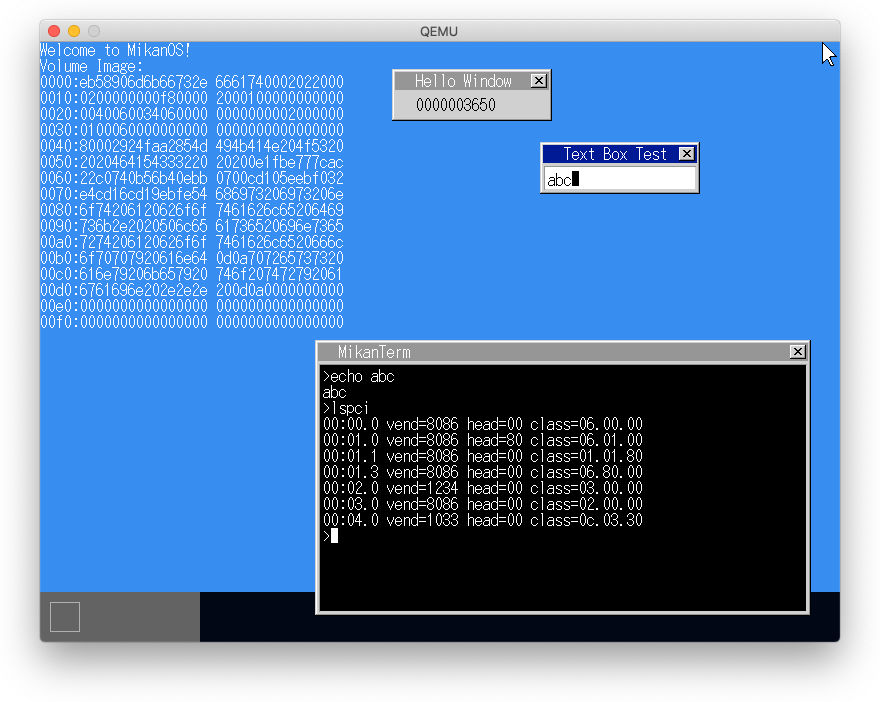 QEMU
Welcome to MikanOS!
Volume Image:
0000:eb58906d6b66732e 6661740002022000
0010:0200000000f80000 2000100000000000
0020:0040060034060000 0000000002000000
0030:0100060000000000 0000000000000000
0040:80002924faa2854d 494b414e204f5320
0050:2020464154333220 20200e1fbe777cac
0060:22c0740b56b40ebb 0700cd105eebf032
0070:e4cd16cd19ebfe54 686973206973206e
0080:6f74206120626f6f 7461626c65206469
0090:736b2e2020506c65 61736520696e7365
00a0:7274206120626f6f 7461626c6520666c
00b0:6f70707920616e64 0d0a707265737320
00c0:616e79206b657920 746f207472792061
00d0:6761696e202e2e2e 200d0a0000000000
00e0:0000000000000000 0000000000000000
00f0:0000000000000000 0000000000000000
Hello Window
0000003650
Text Box Test
abc
MikanTerm
>echo abc
abc
>lspci
00:00.0 vend=8086 head=00 class=06.00.00
00:01.0 vend=8086 head=80 class=06.01.00
00:01.1 vend=8086 head=00 class=01.01.80
00:01.3 vend=8086 head=00 class=06.80.00
00:02.0 vend=1234 head=00 class=03.00.00
00:03.0 vend=8086 head=00 class=02.00.00
00:04.0 vend=1033 head=00 class=0c.03.30
>